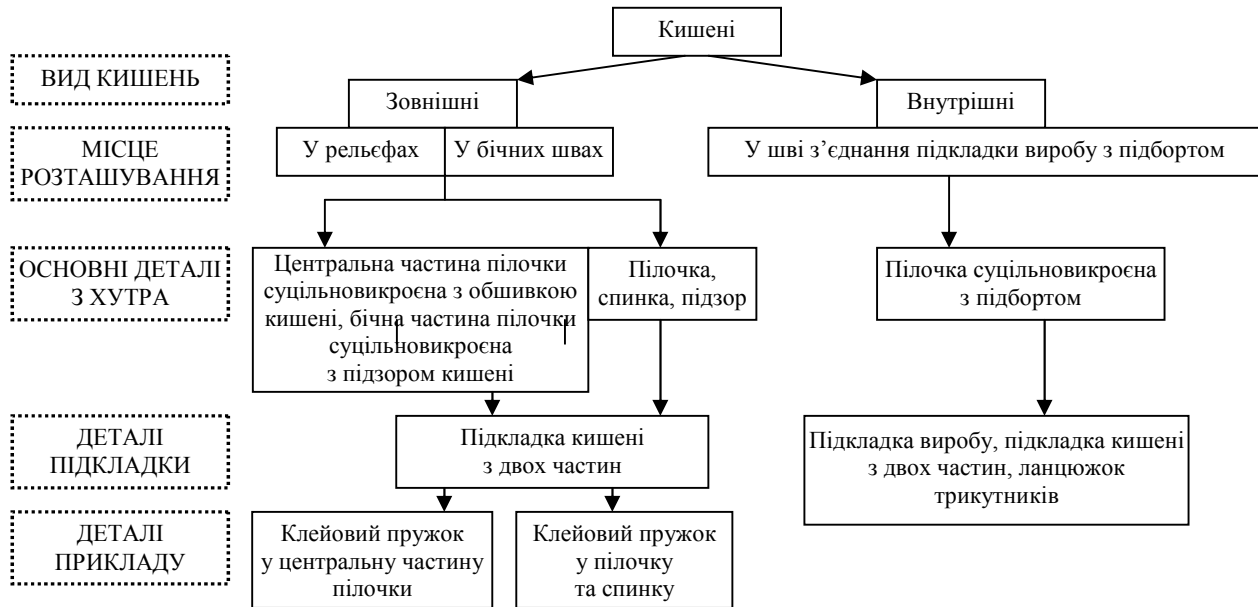 Кишені
ВИД КИШЕНЬ
Зовнішні
Внутрішні
МІСЦЕ
РОЗТАШУВАННЯ
У рельєфах
У бічних швах
У шві з’єднання підкладки виробу з підбортом
ОСНОВНІ ДЕТАЛІ
З ХУТРА
Центральна частина пілочки
суцільновикроєна з обшивкою
кишені, бічна частина пілочки
суцільновикроєна
з підзором кишені
Пілочка,
спинка, підзор
Пілочка суцільновикроєна
з підбортом
ДЕТАЛІ
ПІДКЛАДКИ
Підкладка кишені
з двох частин
Підкладка виробу, підкладка кишені
з двох частин, ланцюжок
трикутників
ДЕТАЛІ
ПРИКЛАДУ
Клейовий пружок
у центральну частину
пілочки
Клейовий пружок
у пілочку
та спинку